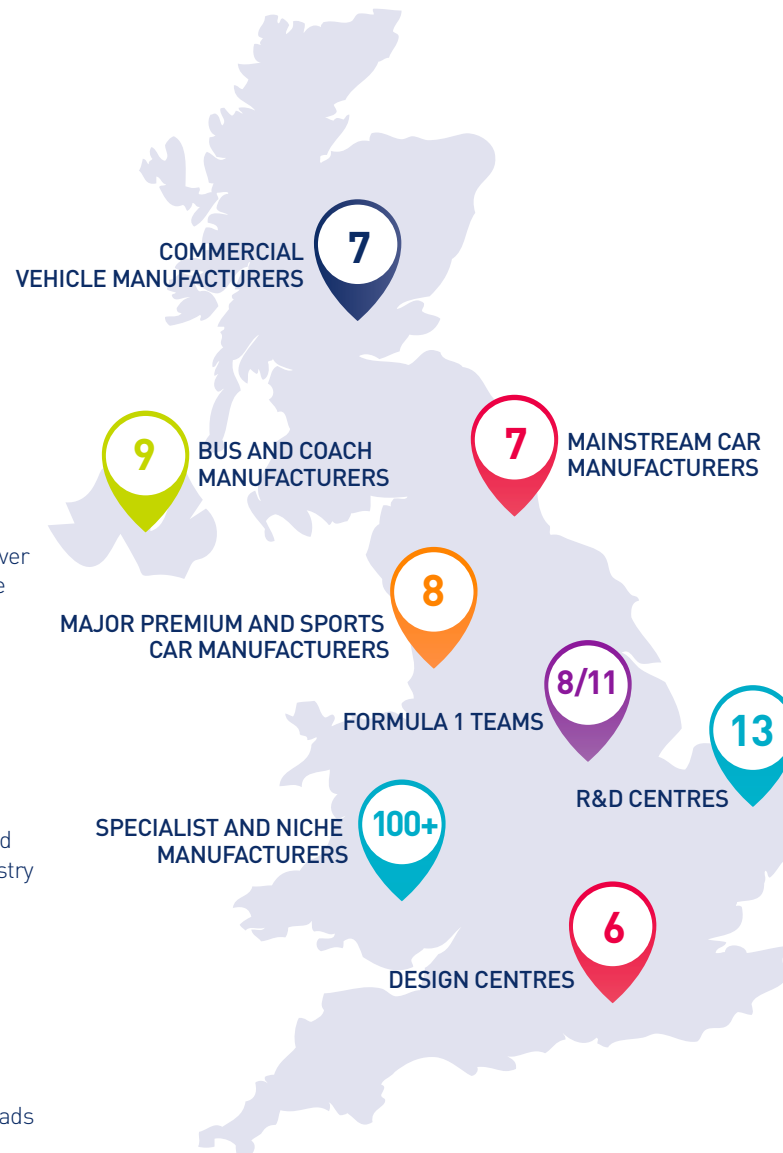 7
COMMERCIAL
VEHICLE MANUFACTURERS
9
BUS AND COACH
MANUFACTURERS
7
MAINSTREAM CAR
MANUFACTURERS
8
MAJOR PREMIUM AND SPORTS
CAR MANUFACTURERS
8/11
FORMULA 1 TEAMS
13
R&D CENTRES
100+
SPECIALIST AND NICHE
MANUFACTURERS
6
DESIGN CENTRES